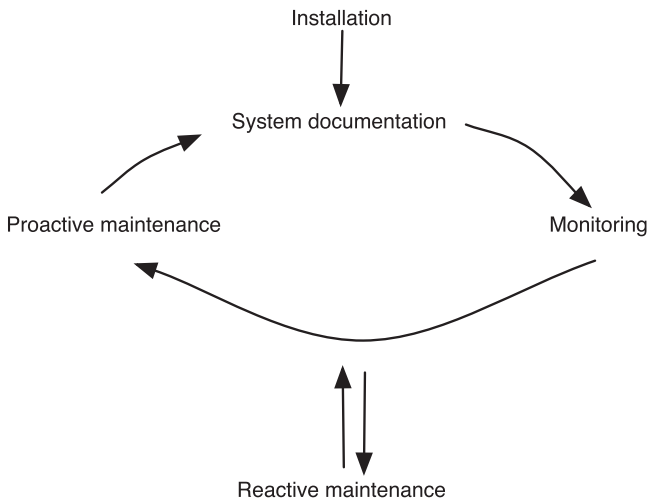 Installation
System documentation
Proactive maintenance
Monitoring
Reactive maintenance